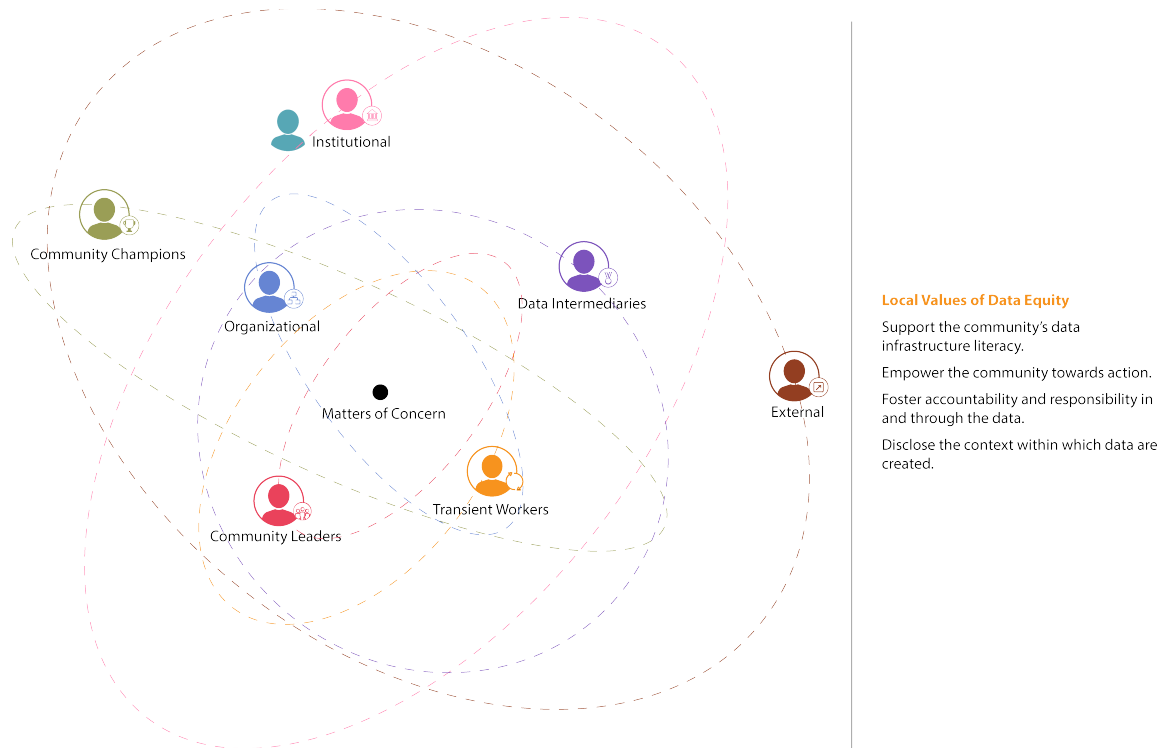 Institutional
Community Champions
Data Intermediaries
Organizational
External
Matters of Concern
Transient Workers
Community Leaders
Local Values of Data Equity
Support the community’s data
infrastructure literacy.
Empower the community towards action.
Foster accountability and responsibility in
and through the data.
Disclose the context within which data are
created.